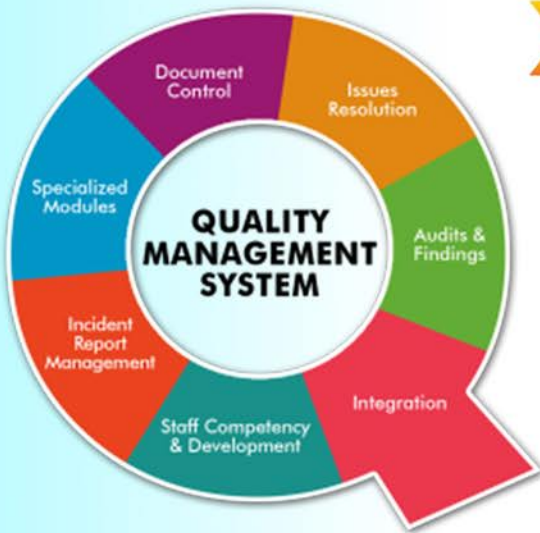 Document
Control
Issues
Resolution
Specialized
Modules
QUALITY
MANAGEMENT
SYSTEM
Audits &
Findings
Incident
Report
Management
Integration
Staff Competency
& Development